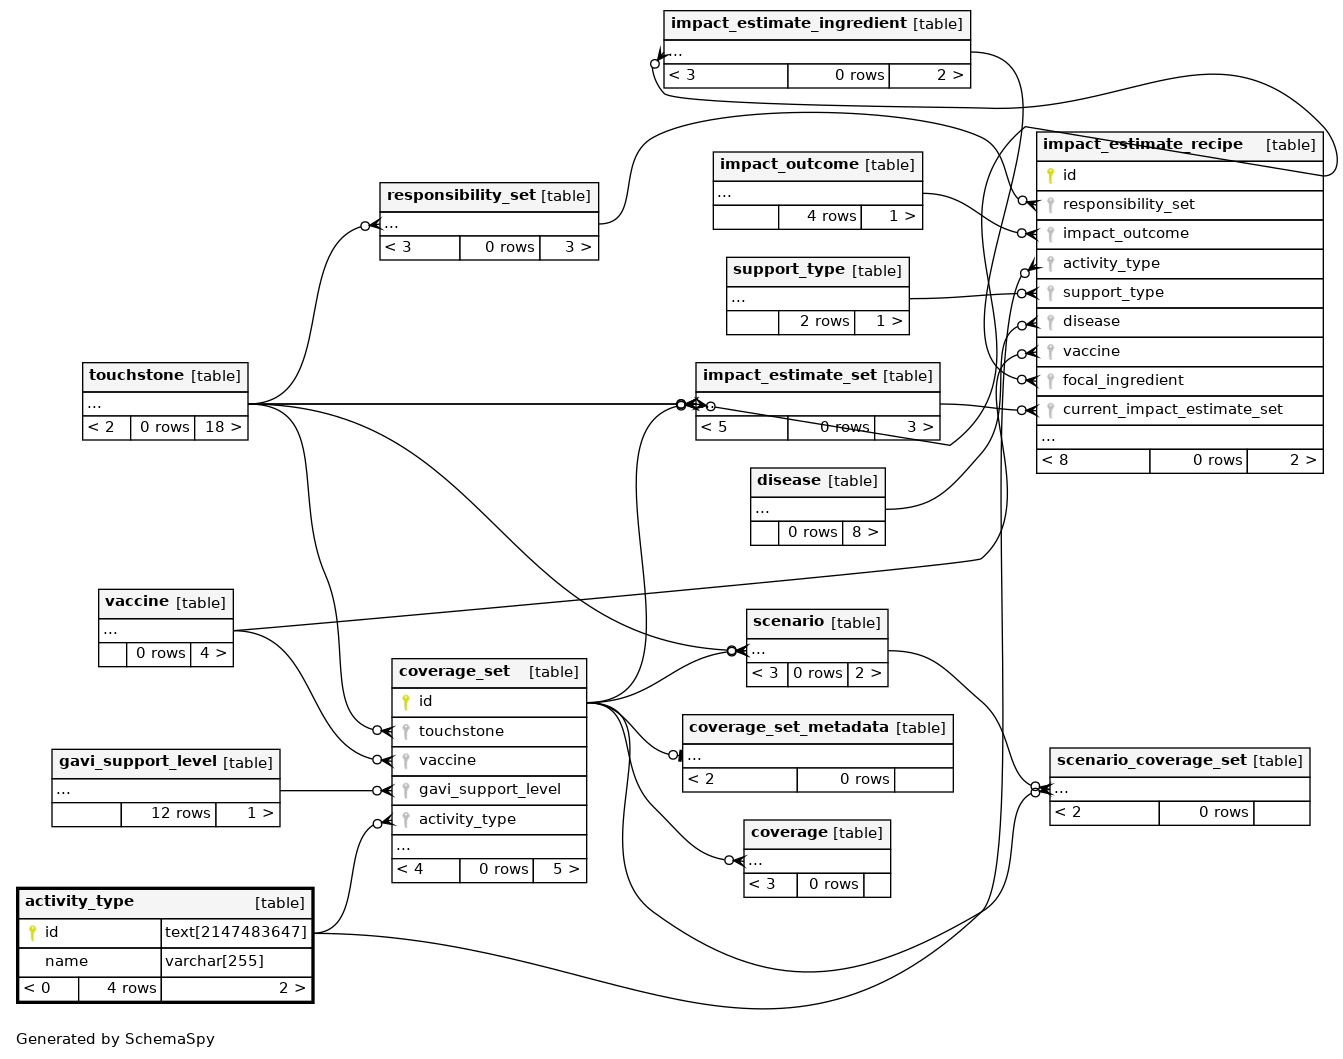 impact_estimate_ingredient [table]
...
< 3 0 rows 2 >
impact_estimate_recipe [table]
id
responsibility_set
impact_outcome
activity_type
support_type
disease
vaccine
focal_ingredient
current_impact_estimate_set
...
< 8 0 rows 2 >
impact_outcome [table]
...
4 rows 1 >
responsibility_set [table]
...
< 3 0 rows 3 >
support_type [table]
...
2 rows 1 >
touchstone [table]
...
< 2 0 rows 18 >
impact_estimate_set [table]
...
< 5 0 rows 3 >
disease [table]
...
0 rows 8 >
vaccine [table]
...
0 rows 4 >
scenario [table]
...
< 3 0 rows 2 >
coverage_set [table]
id
touchstone
vaccine
gavi_support_level
activity_type
...
< 4 0 rows 5 >
coverage_set_metadata [table]
...
< 2 0 rows
gavi_support_level [table]
...
12 rows 1 >
scenario_coverage_set [table]
...
< 2 0 rows
coverage [table]
...
< 3 0 rows
activity_type [table]
id text[2147483647]
name varchar[255]
< 0 4 rows 2 >
Generated by SchemaSpy